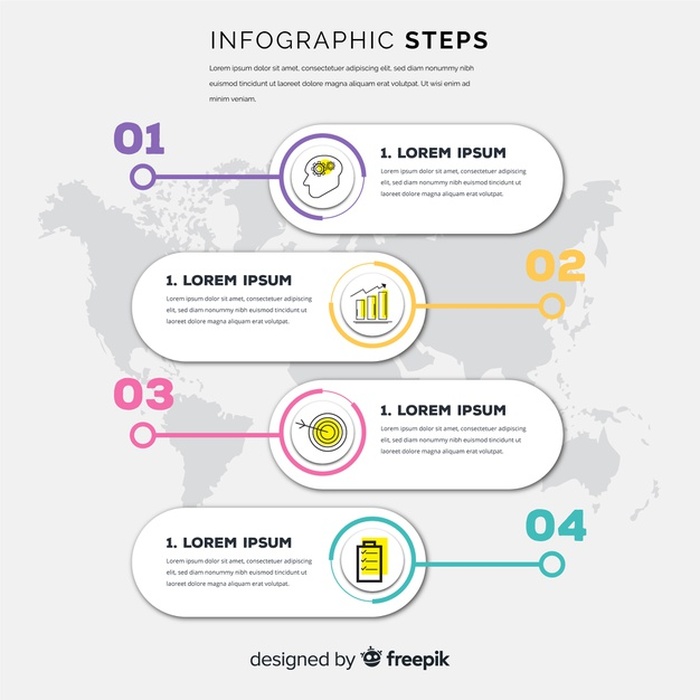 INFOGRAPHIC STEPS
Lorem ipsum dolor sit amet, consectetuer adipiscing elit, sed diam nonummy nibh
euismod tincidunt ut laoreet dolore magna aliquam erat volutpat. Ut wisi enim ad
minim veniam,
01
1. LOREM IPSUM
Lorem ipsum dolor sit amet, consectetuer adipiscing
elit, sed diam nonummy nibh euismod tincidunt ut
laoreet dolore magna aliquam erat volutpat.
02
1. LOREM IPSUM
Lorem ipsum dolor sit amet, consectetuer adipiscing
elit, sed diam nonummy nibh euismod tincidunt ut
laoreet dolore magna aliquam erat volutpat.
03
1. LOREM IPSUM
Lorem ipsum dolor sit amet, consectetuer adipiscing
elit, sed diam nonummy nibh euismod tincidunt ut
laoreet dolore magna aliquam erat volutpat.
04
1. LOREM IPSUM
Lorem ipsum dolor sit amet, consectetuer adipiscing
elit, sed diam nonummy nibh euismod tincidunt ut
laoreet dolore magna aliquam erat volutpat.
designed by freepik